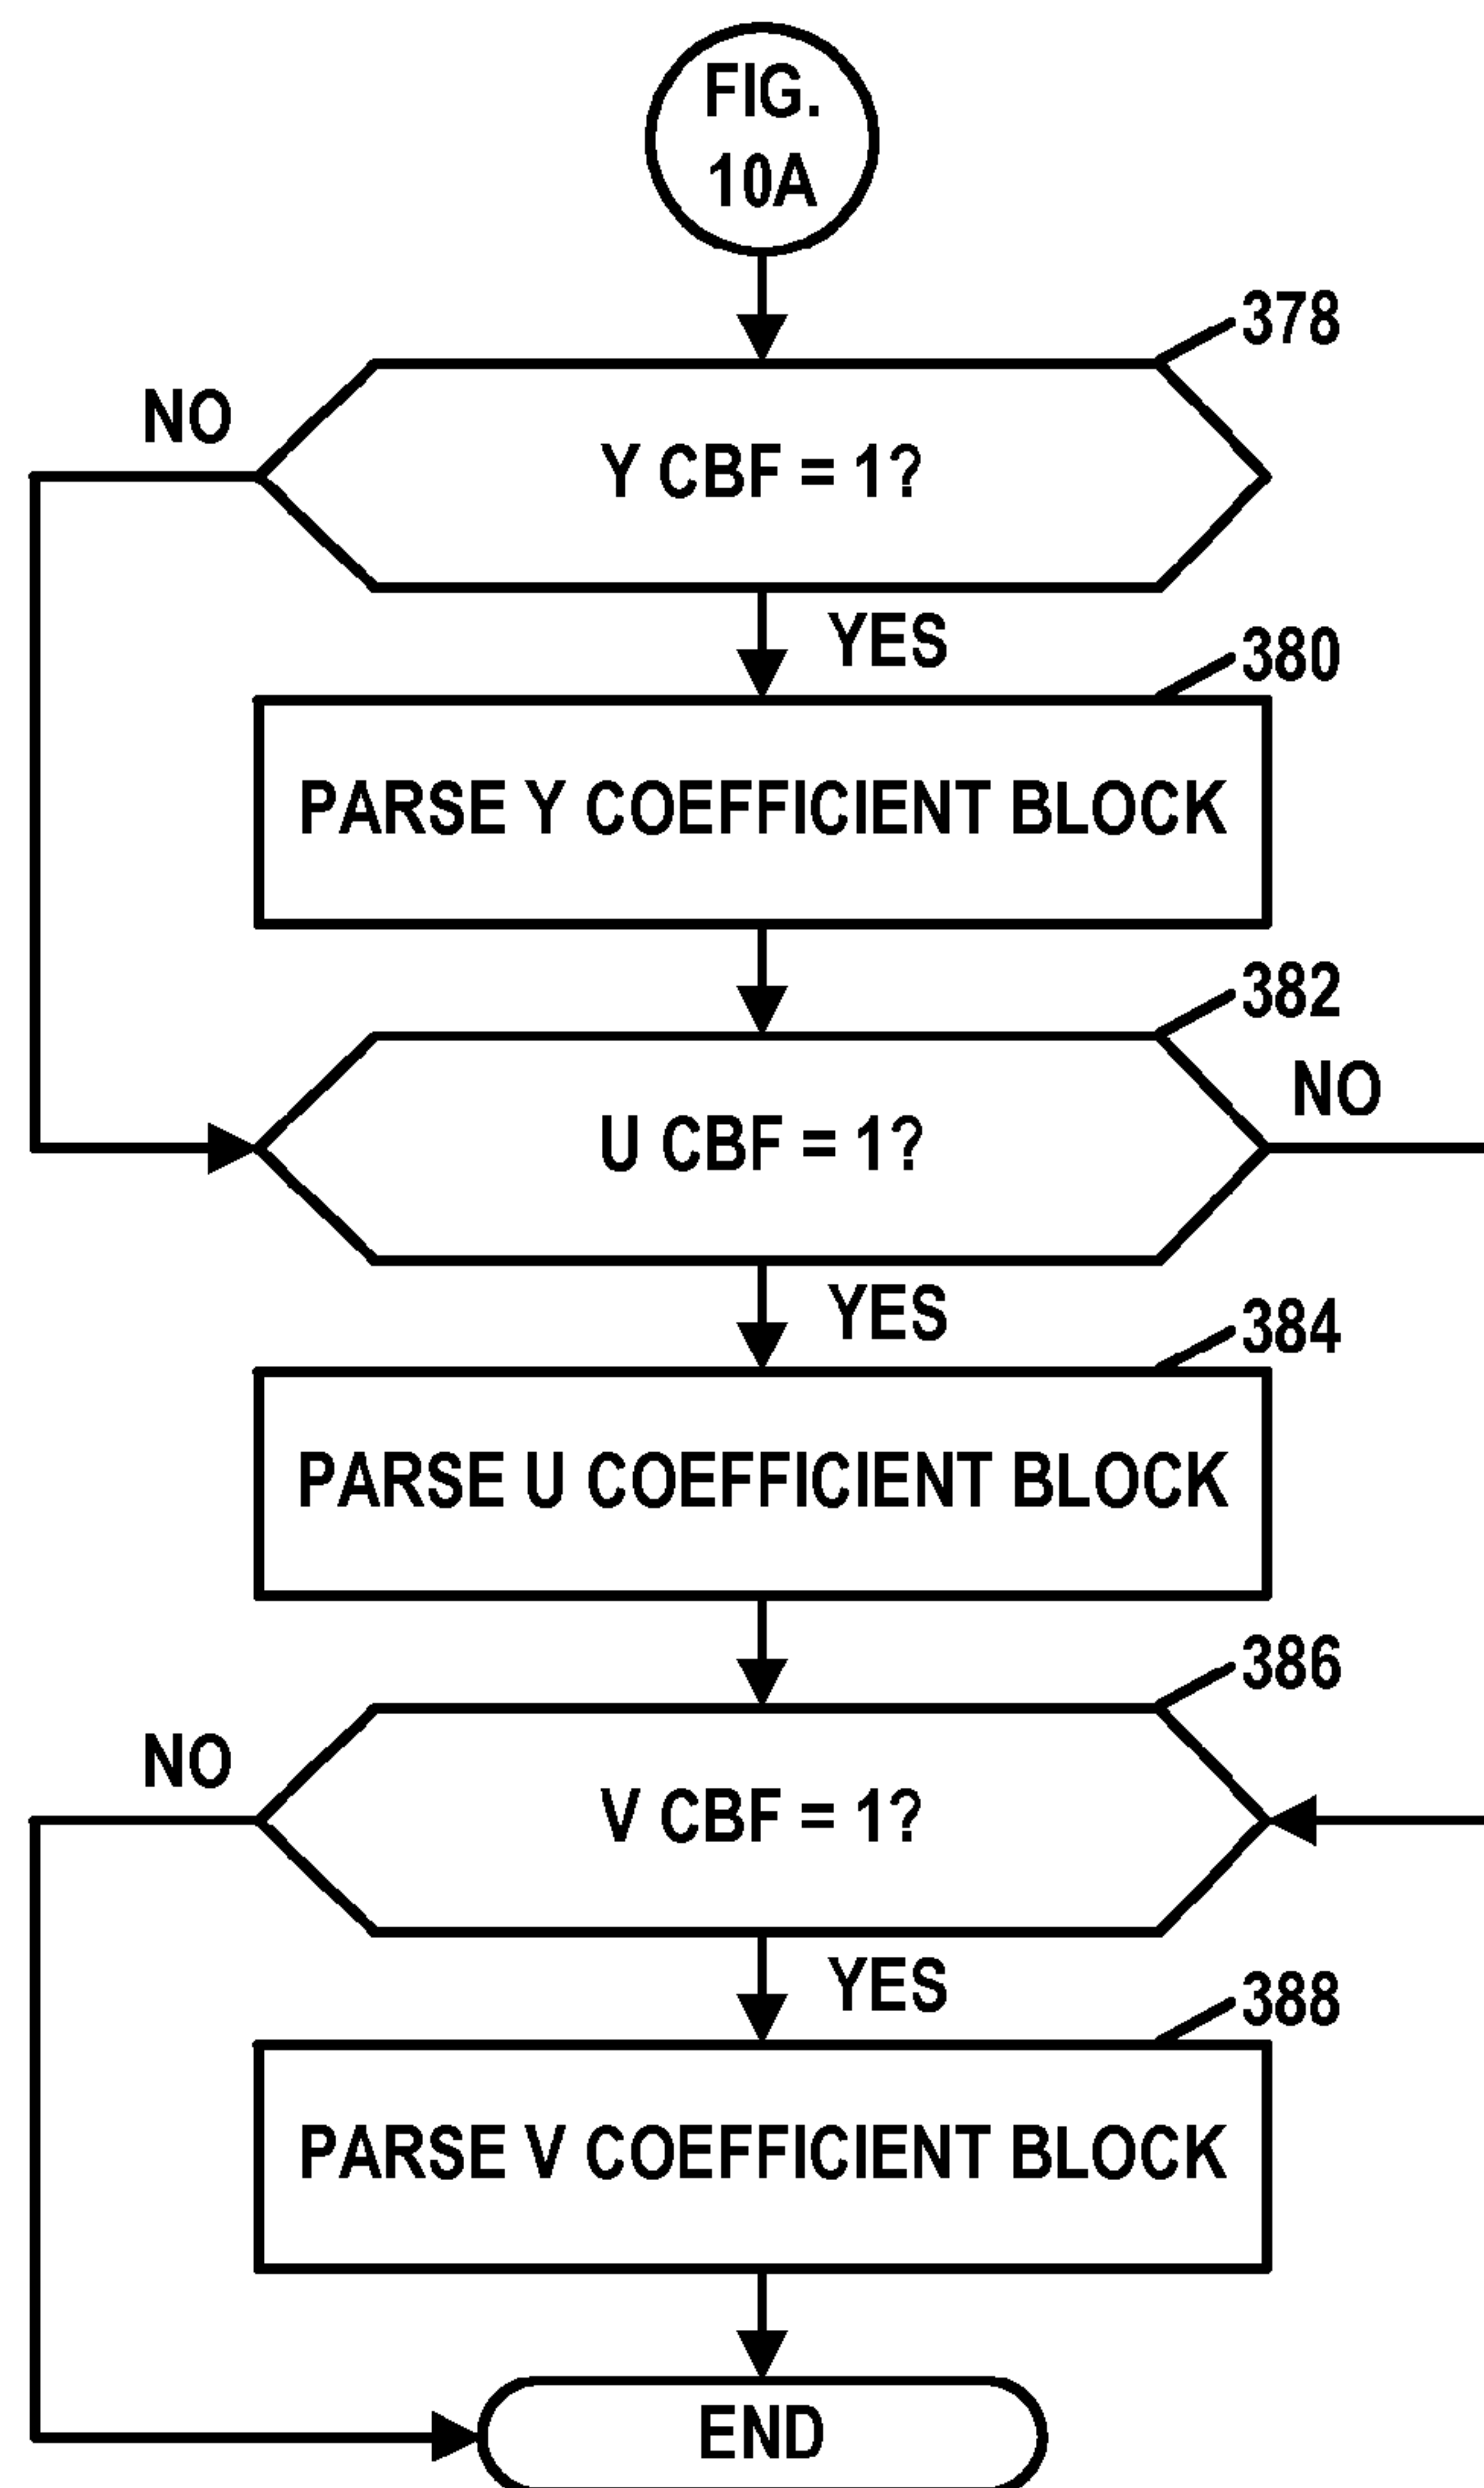 FIG.
10A
378
NO
Y CBF = 1?
YES
380
PARSE Y COEFFICIENT BLOCK
382
NO
U CBF = 1?
YES
384
PARSE U COEFFICIENT BLOCK
386
NO
V CBF = 1?
YES
388
PARSE V COEFFICIENT BLOCK
END